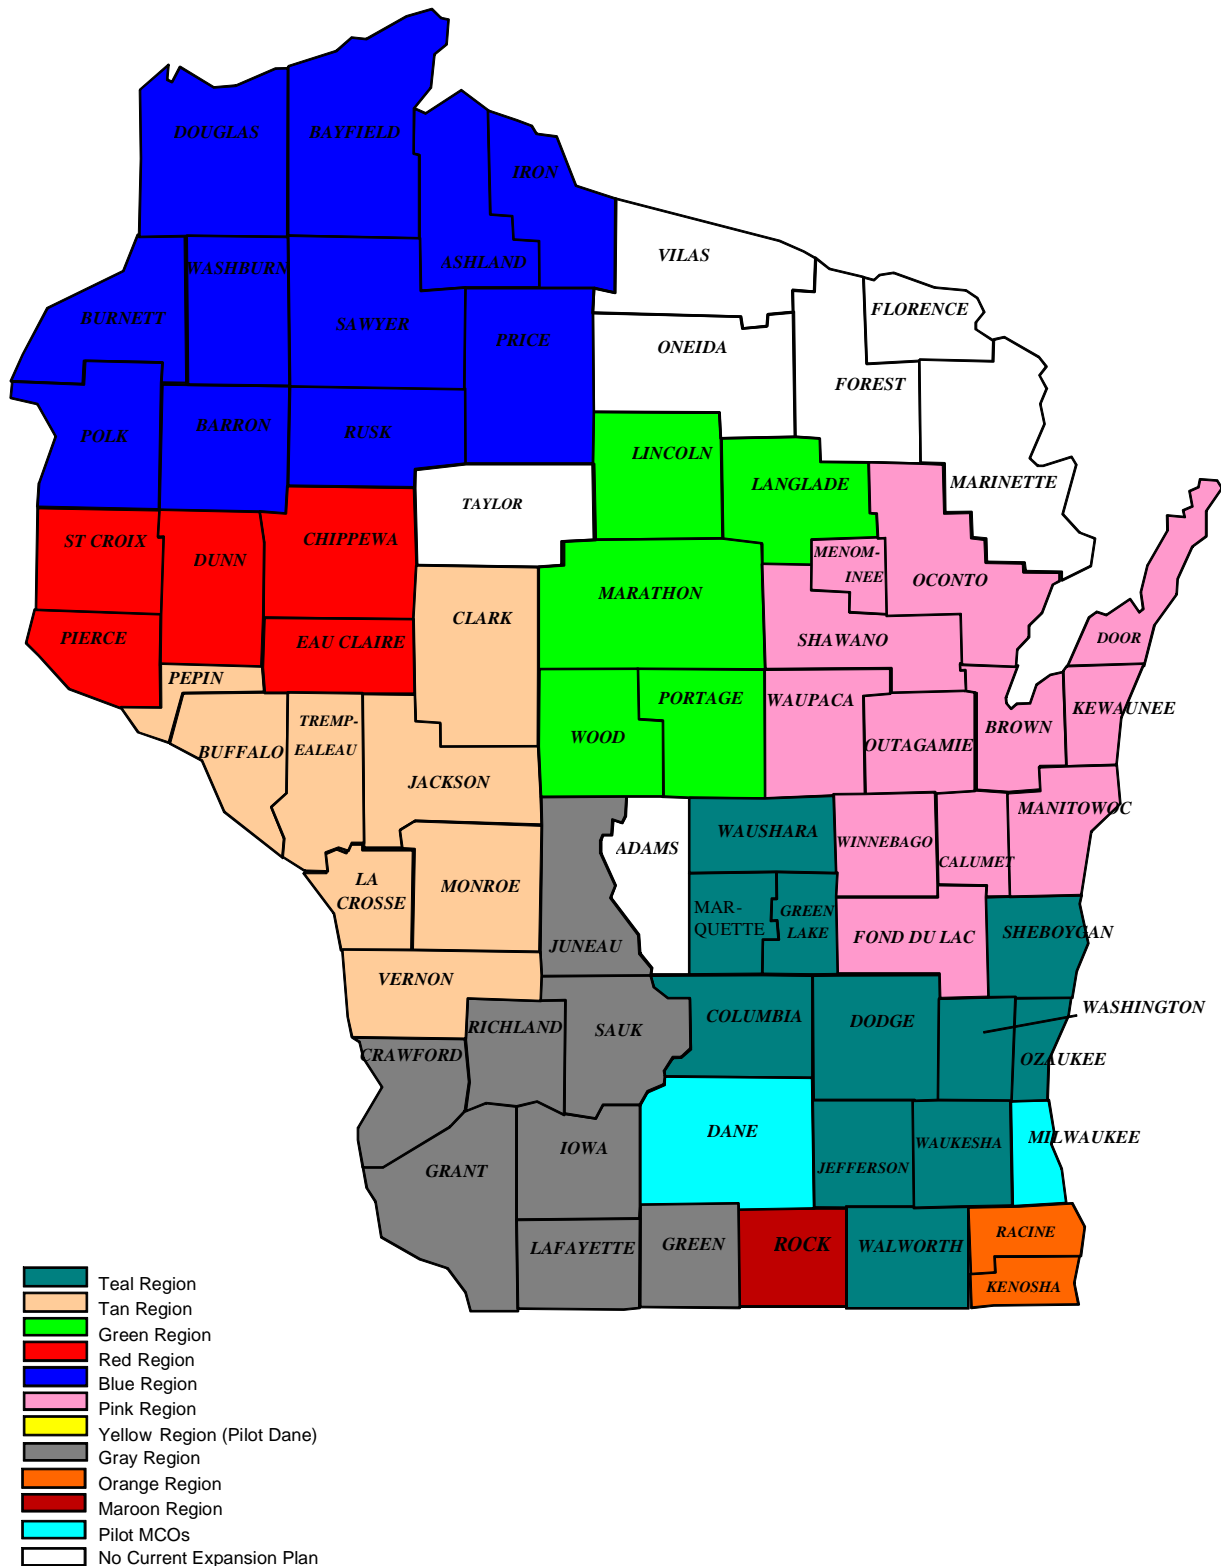 DOUGLAS
BAYFIELD
IRON
ASHLAND
WASHBURN
BURNETT
SAWYER
PRICE
VILAS
FLORENCE
ONEIDA
FOREST
POLK
BARRON
RUSK
LINCOLN
LANGLADE
MARINETTE
TAYLOR
ST CROIX
DUNN
CHIPPEWA
MENOM-
INEE
OCONTO
MARATHON
CLARK
SHAWANO
DOOR
PIERCE
EAU CLAIRE
PEPIN
PORTAGE
WAUPACA
KEWAUNEE
BROWN
TREMP-
EALEAU
BUFFALO
WOOD
OUTAGAMIE
JACKSON
MANITOWOC
WAUSHARA
WINNEBAGO
ADAMS
CALUMET
LA
CROSSE
MONROE
MAR-
QUETTE
GREEN
LAKE
FOND DU LAC
SHEBOYGAN
JUNEAU
VERNON
WASHINGTON
COLUMBIA
DODGE
RICHLAND
SAUK
CRAWFORD
OZAUKEE
DANE
MILWAUKEE
WAUKESHA
IOWA
JEFFERSON
GRANT
RACINE
LAFAYETTE
GREEN
ROCK
WALWORTH
KENOSHA
Teal Region
Tan Region
Green Region
Red Region
Blue Region
Pink Region
Yellow Region (Pilot Dane)
Gray Region
Orange Region
Maroon Region
Pilot MCOs
No Current Expansion Plan